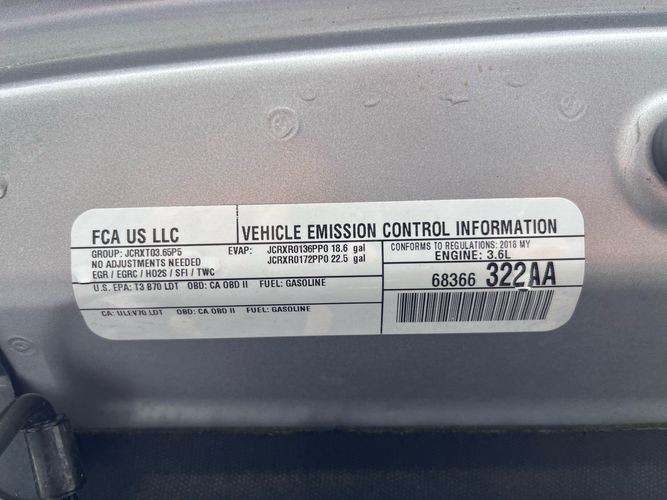 FCA US LLC
VEHICLE EMISSION CONTROL INFORMATION
GROUP: JCRXT03.65P5
NO ADJUSTMENTS NEEDED
EGR / EGRC / HO2S / SFI / TWC
EVAP: JCRXR0136PP0 18.6 gal
JCRXR0172PP0 22.5 gal
CONFORMS TO REGULATIONS: 2018 MY
ENGINE: 3.6L
U.S. EPA: T3 B70 LDT OBD: CA OBD II FUEL: GASOLINE
68366 322AA
CA: ULEV70 LDT OBD: CA OBD II FUEL: GASOLINE